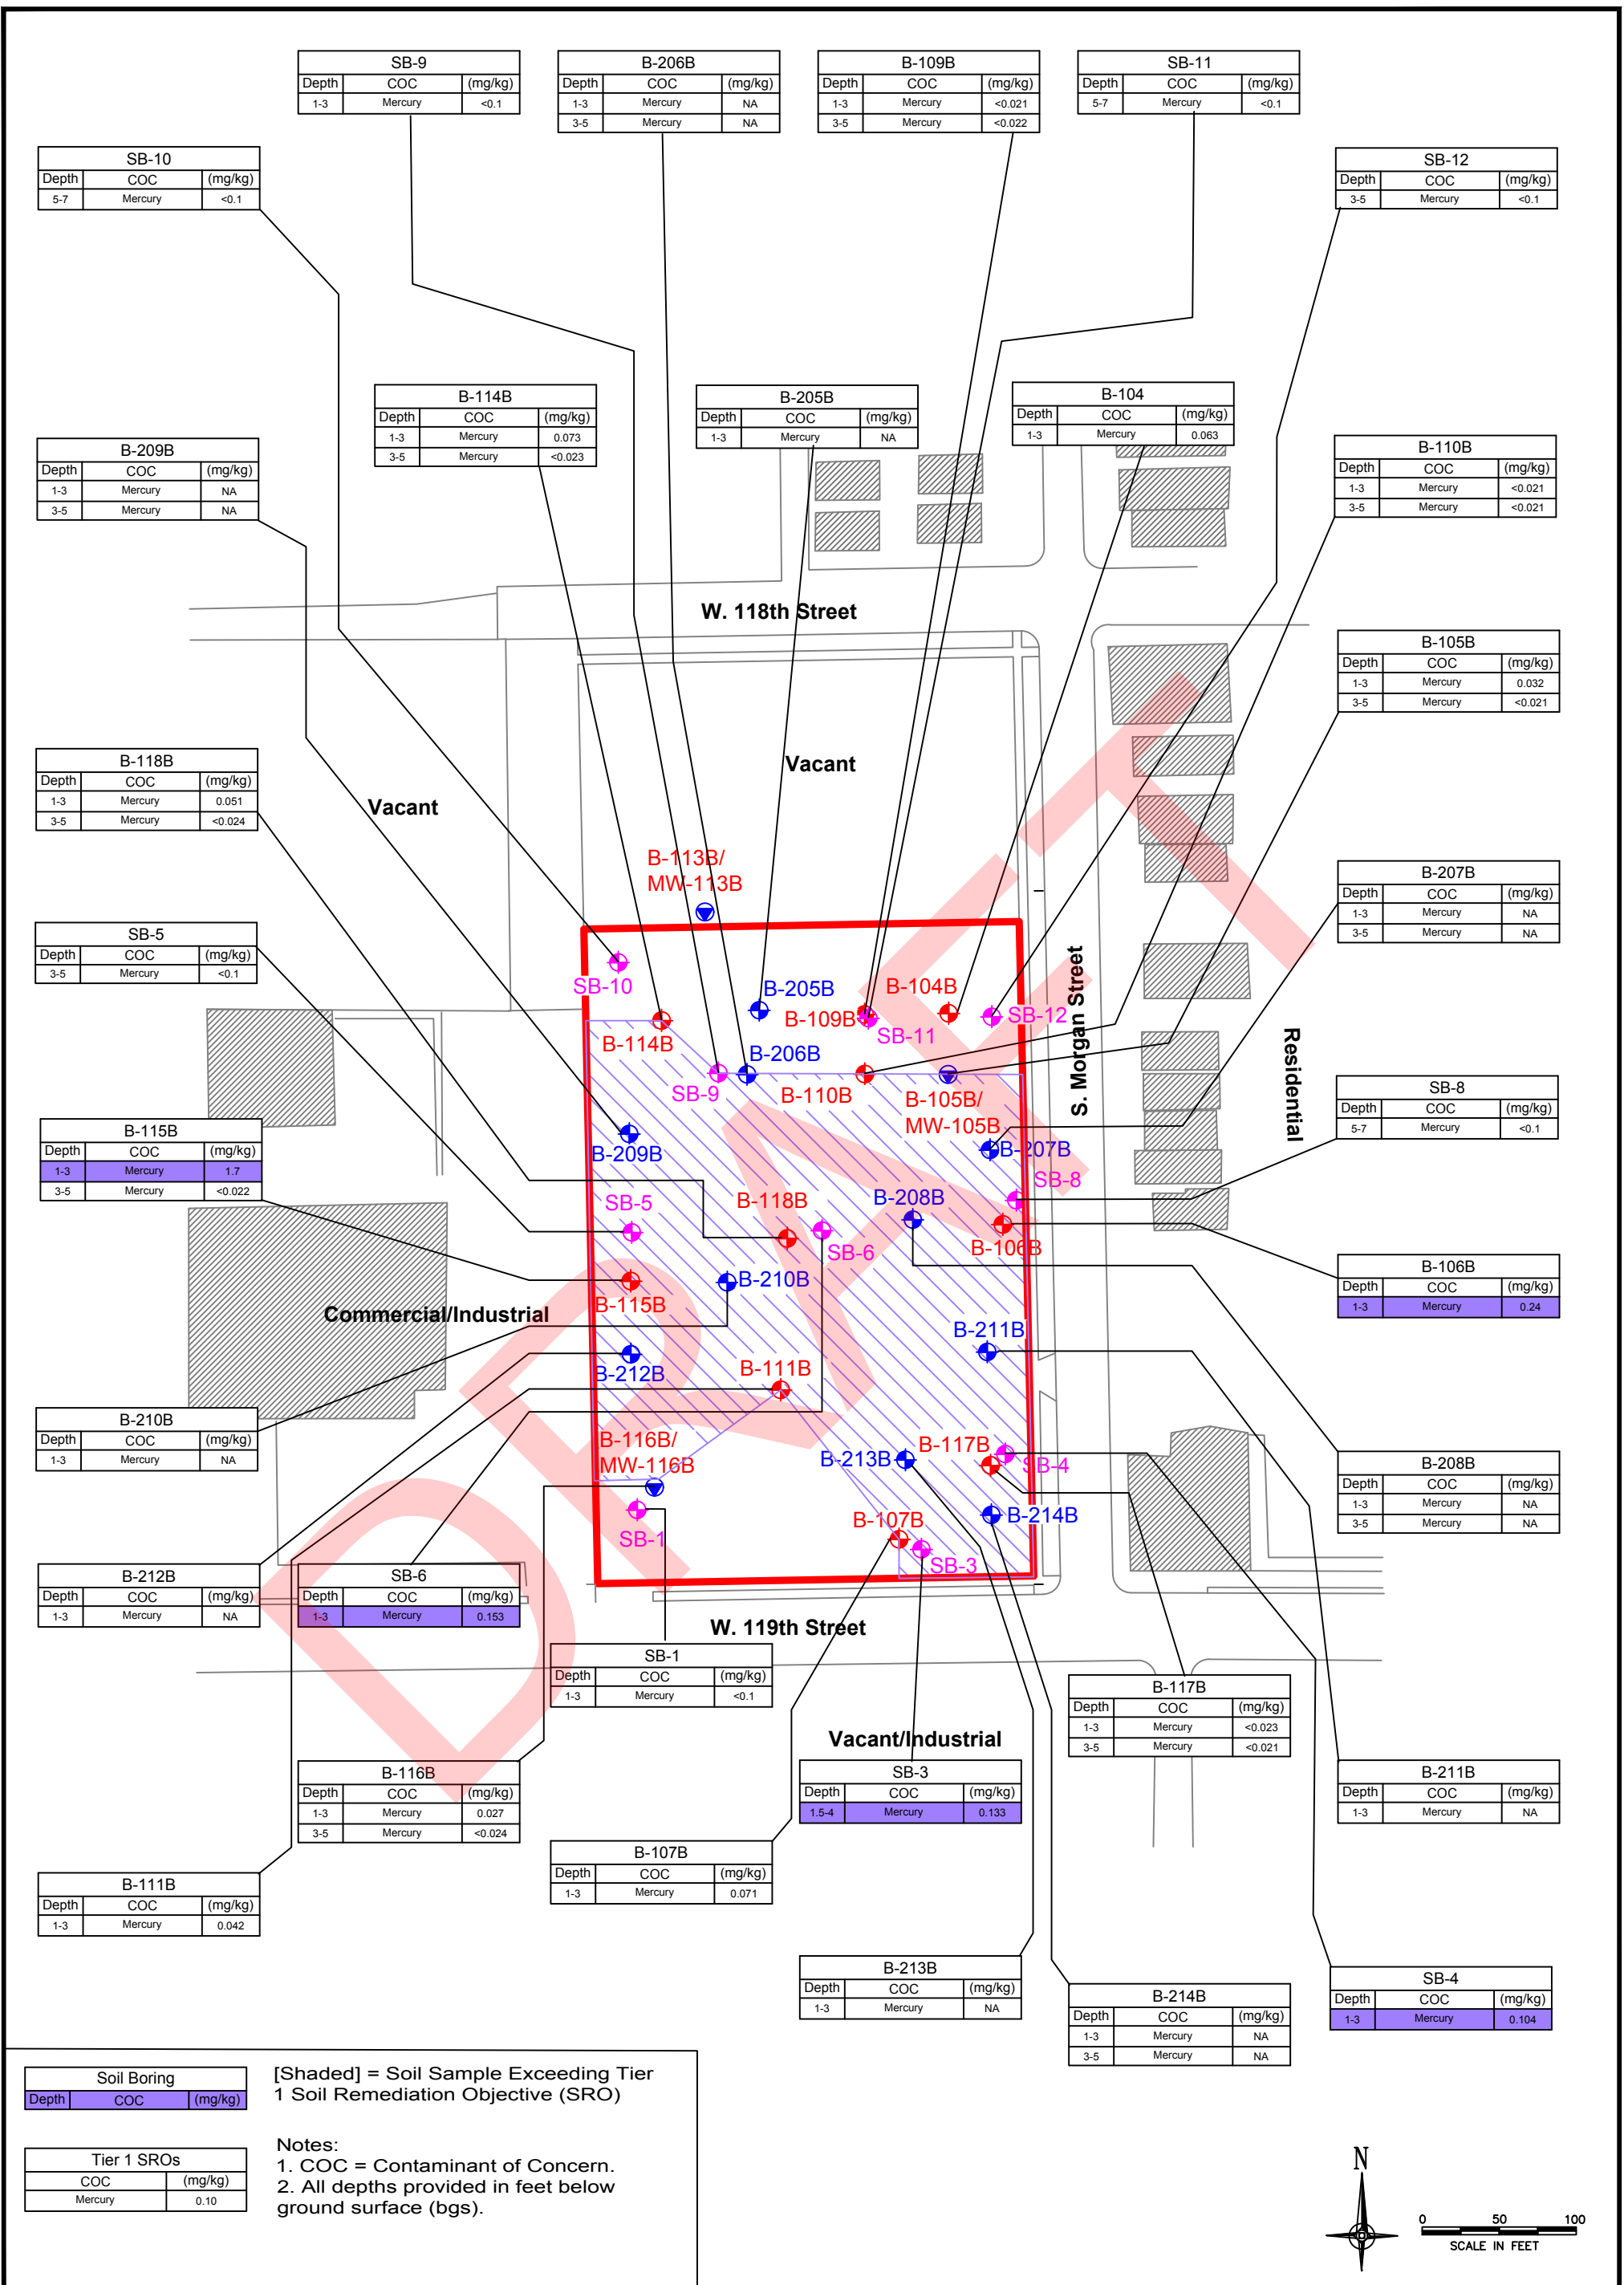 SB-9
Depth COC (mg/kg)
1-3 Mercury <0.1
B-206B
Depth COC (mg/kg)
1-3 Mercury NA
3-5 Mercury NA
B-109B
Depth COC (mg/kg)
1-3 Mercury <0.021
3-5 Mercury <0.022
SB-11
Depth COC (mg/kg)
5-7 Mercury <0.1
SB-10
Depth COC (mg/kg)
5-7 Mercury <0.1
SB-12
Depth COC (mg/kg)
3-5 Mercury <0.1
B-114B
Depth COC (mg/kg)
1-3 Mercury 0.073
3-5 Mercury <0.023
B-205B
Depth COC (mg/kg)
1-3 Mercury NA
B-104
Depth COC (mg/kg)
1-3 Mercury 0.063
B-209B
Depth COC (mg/kg)
1-3 Mercury NA
3-5 Mercury NA
B-110B
Depth COC (mg/kg)
1-3 Mercury <0.021
3-5 Mercury <0.021
W. 118th Street
B-105B
Depth COC (mg/kg)
1-3 Mercury 0.032
3-5 Mercury <0.021
B-118B
Depth COC (mg/kg)
1-3 Mercury 0.051
3-5 Mercury <0.024
Vacant
Vacant
B-113B/
MW-113B
B-207B
Depth COC (mg/kg)
1-3 Mercury NA
3-5 Mercury NA
SB-5
Depth COC (mg/kg)
3-5 Mercury <0.1
SB-10
B-205B
B-104B
B-109B
SB-12
SB-11
B-114B
B-206B
SB-9
B-110B
B-105B/
MW-105B
S. Morgan Street
Residential
SB-8
Depth COC (mg/kg)
5-7 Mercury <0.1
B-115B
Depth COC (mg/kg)
1-3 Mercury 1.7
3-5 Mercury <0.022
B-209B
B-207B
SB-8
SB-5
B-118B
B-208B
SB-6
B-106B
B-106B
Depth COC (mg/kg)
1-3 Mercury 0.24
B-210B
B-115B
Commercial/Industrial
B-211B
B-212B
B-111B
B-210B
Depth COC (mg/kg)
1-3 Mercury NA
B-116B/
MW-116B
B-213B
B-117B
SB-4
B-208B
Depth COC (mg/kg)
1-3 Mercury NA
3-5 Mercury NA
SB-1
B-107B
B-214B
SB-3
DRAFT
B-212B
Depth COC (mg/kg)
1-3 Mercury NA
SB-6
Depth COC (mg/kg)
1-3 Mercury 0.153
W. 119th Street
SB-1
Depth COC (mg/kg)
1-3 Mercury <0.1
B-117B
Depth COC (mg/kg)
1-3 Mercury <0.023
3-5 Mercury <0.021
Vacant/Industrial
B-116B
Depth COC (mg/kg)
1-3 Mercury 0.027
3-5 Mercury <0.024
SB-3
Depth COC (mg/kg)
1.5-4 Mercury 0.133
B-211B
Depth COC (mg/kg)
1-3 Mercury NA
B-107B
Depth COC (mg/kg)
1-3 Mercury 0.071
B-111B
Depth COC (mg/kg)
1-3 Mercury 0.042
B-213B
Depth COC (mg/kg)
1-3 Mercury NA
B-214B
Depth COC (mg/kg)
1-3 Mercury NA
3-5 Mercury NA
SB-4
Depth COC (mg/kg)
1-3 Mercury 0.104
Soil Boring
Depth COC (mg/kg)
[Shaded] = Soil Sample Exceeding Tier
1 Soil Remediation Objective (SRO)
Tier 1 SROs
COC (mg/kg)
Mercury 0.10
Notes:
1. COC = Contaminant of Concern.
2. All depths provided in feet below
ground surface (bgs).
N
0 50 100
SCALE IN FEET